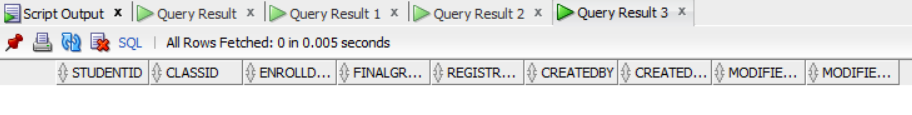 Script Output x Query Result x Query Result 1 x Query Result 2 x Query Result 3 x
SQL | All Rows Fetched: 0 in 0.005 seconds
STUDENTID CLASSID ENROLLD... FINALGR... REGISTR... CREATEDBY CREATED... MODIFIE... MODIFIE...